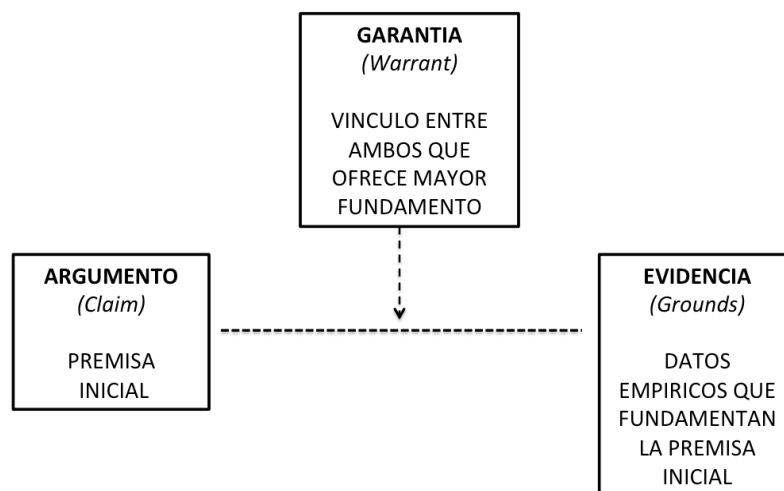 GARANTIA
(Warrant)
VINCULO ENTRE
AMBOS QUE
OFRECE MAYOR
FUNDAMENTO
ARGUMENTO
(Claim)
PREMISA
INICIAL
EVIDENCIA
(Grounds)
DATOS
EMPIRICOS QUE
FUNDAMENTAN
LA PREMISA
INICIAL